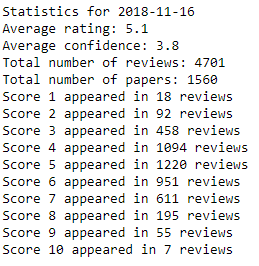 Statistics for 2018-11-16
Average rating: 5.1
Average confidence: 3.8
Total number of reviews: 4701
Total number of papers: 1560
Score 1 appeared in 18 reviews
Score 2 appeared in 92 reviews
Score 3 appeared in 458 reviews
Score 4 appeared in 1094 reviews
Score 5 appeared in 1220 reviews
Score 6 appeared in 951 reviews
Score 7 appeared in 611 reviews
Score 8 appeared in 195 reviews
Score 9 appeared in 55 reviews
Score 10 appeared in 7 reviews